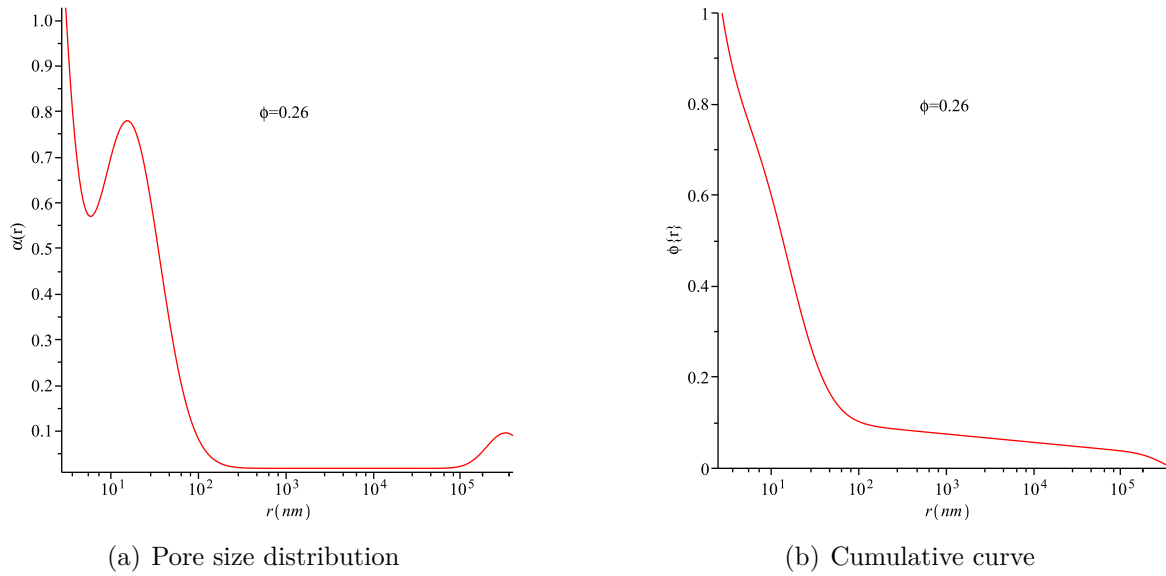 1.0
0.9
0.8
0.7
0.6
0.5
0.4
0.3
0.2
0.1
α(r)
ϕ=0.26
10¹ 10² 10³ 10⁴ 10⁵
r(nm)
(a) Pore size distribution
1
0.8
0.6
0.4
0.2
0
ϕ{r}
ϕ=0.26
10¹ 10² 10³ 10⁴ 10⁵
r(nm)
(b) Cumulative curve